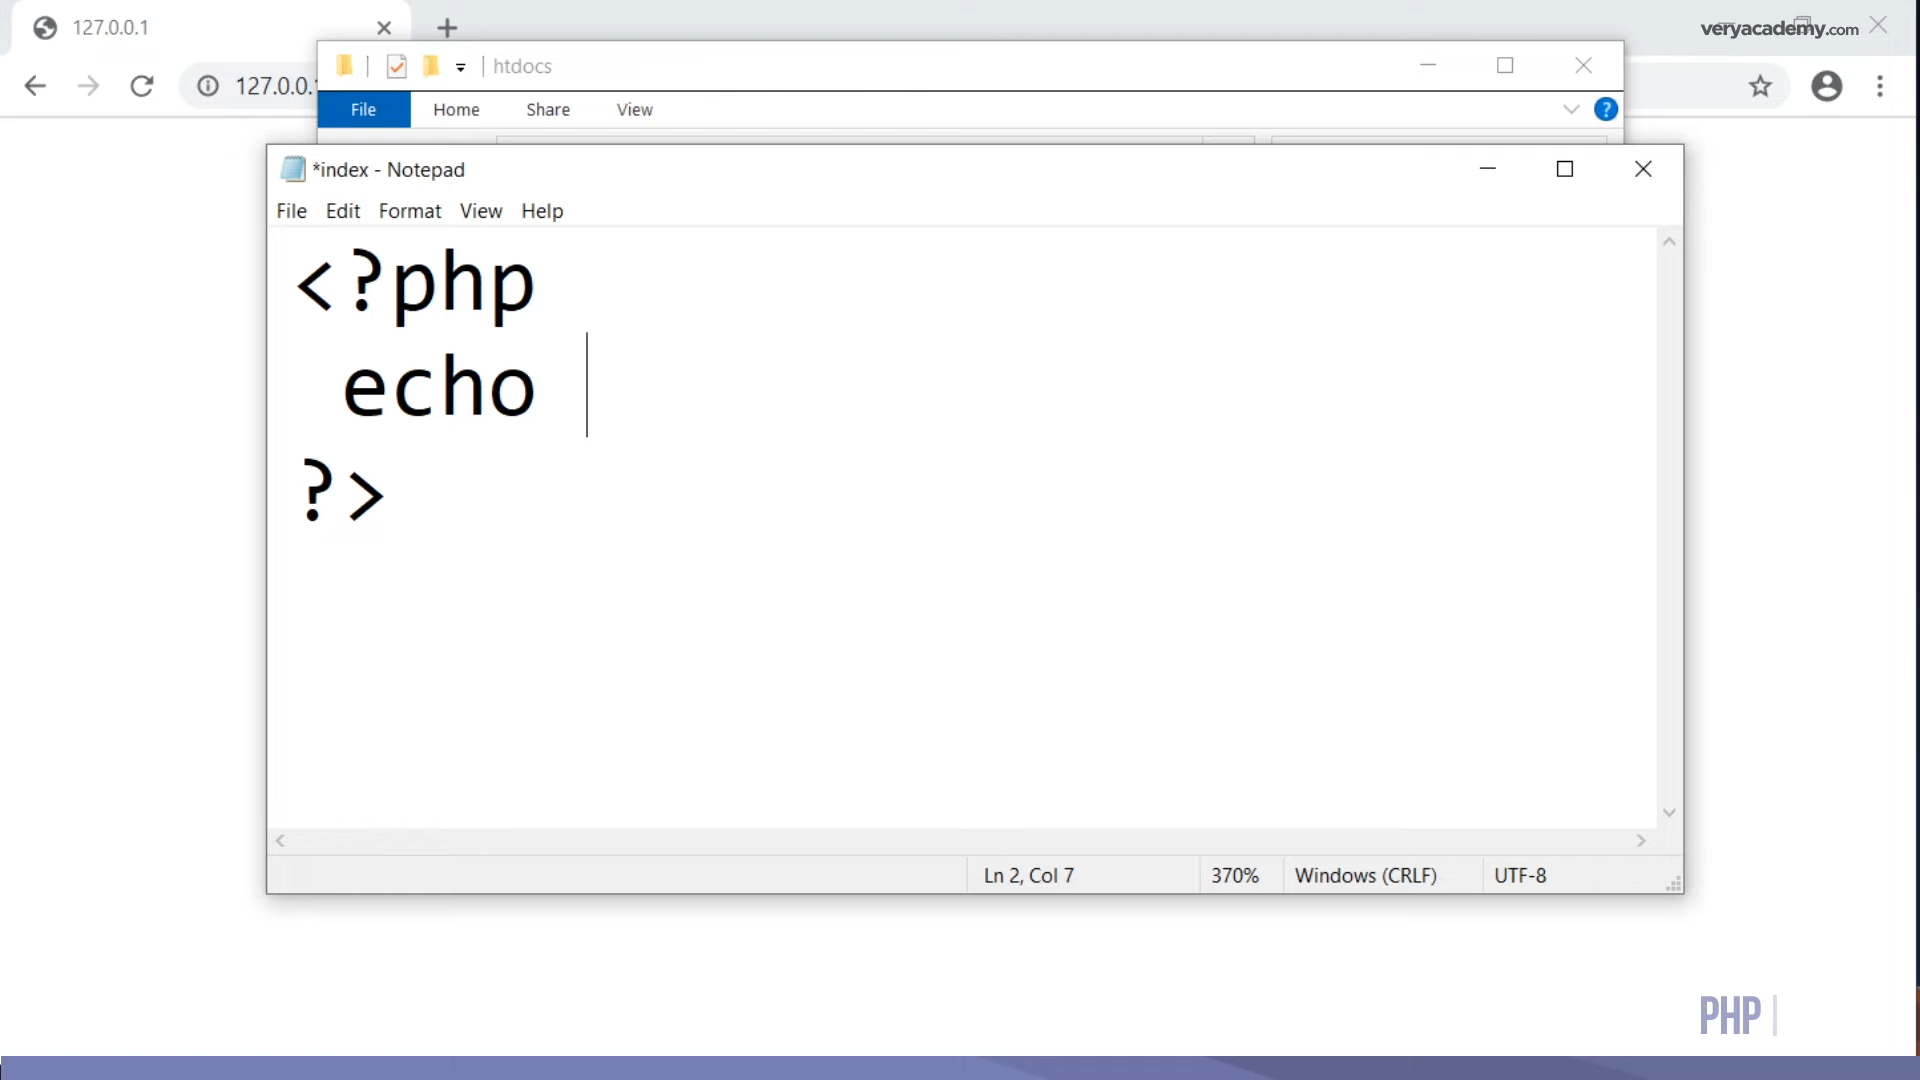 127.0.0.1
veryacademy.com
htdocs
127.0.0.
File Home Share View
*index - Notepad
File Edit Format View Help
<?php
echo
?>
Ln 2, Col 7 370% Windows (CRLF) UTF-8
PHP